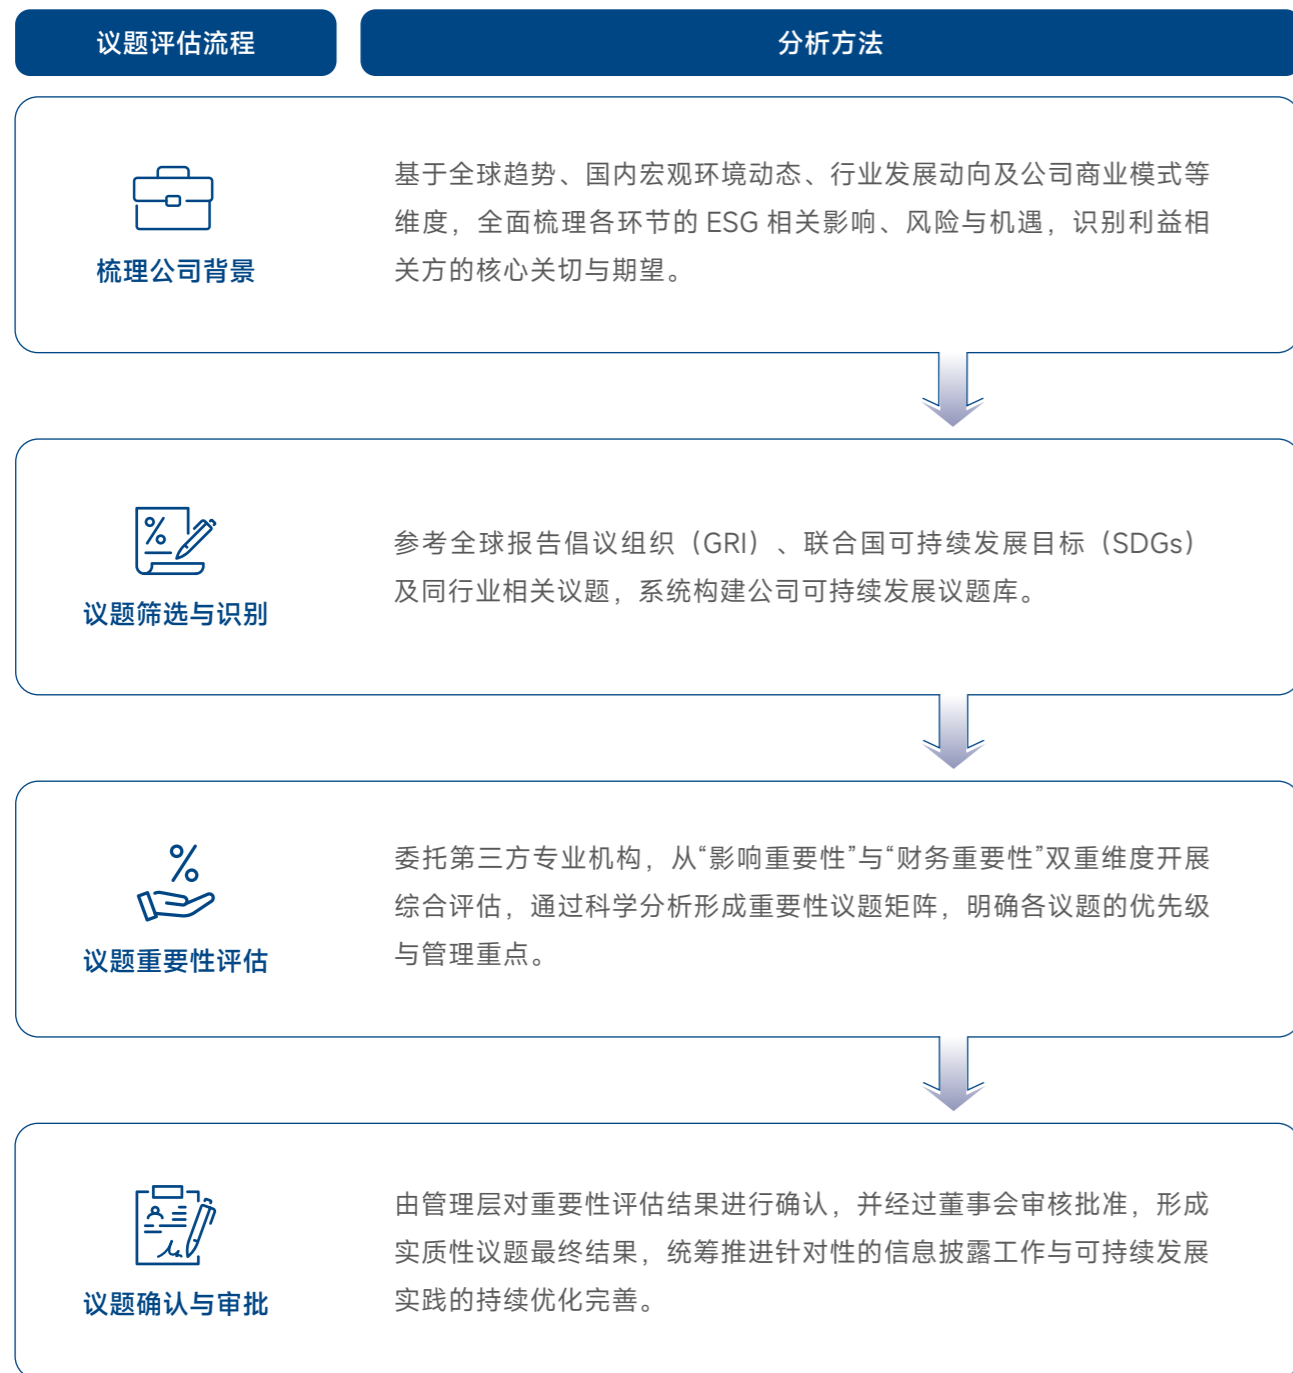 议题评估流程
分析方法
梳理公司背景
基于全球趋势、国内宏观环境动态、行业发展动向及公司商业模式等
维度，全面梳理各环节的 ESG 相关影响、风险与机遇，识别利益相
关方的核心关切与期望。
议题筛选与识别
参考全球报告倡议组织（GRI）、联合国可持续发展目标（SDGs）
及同行业相关议题，系统构建公司可持续发展议题库。
议题重要性评估
委托第三方专业机构，从“影响重要性”与“财务重要性”双重维度开展
综合评估，通过科学分析形成重要性议题矩阵，明确各议题的优先级
与管理重点。
议题确认与审批
由管理层对重要性评估结果进行确认，并经过董事会审核批准，形成
实质性议题最终结果，统筹推进针对性的信息披露工作与可持续发展
实践的持续优化完善。